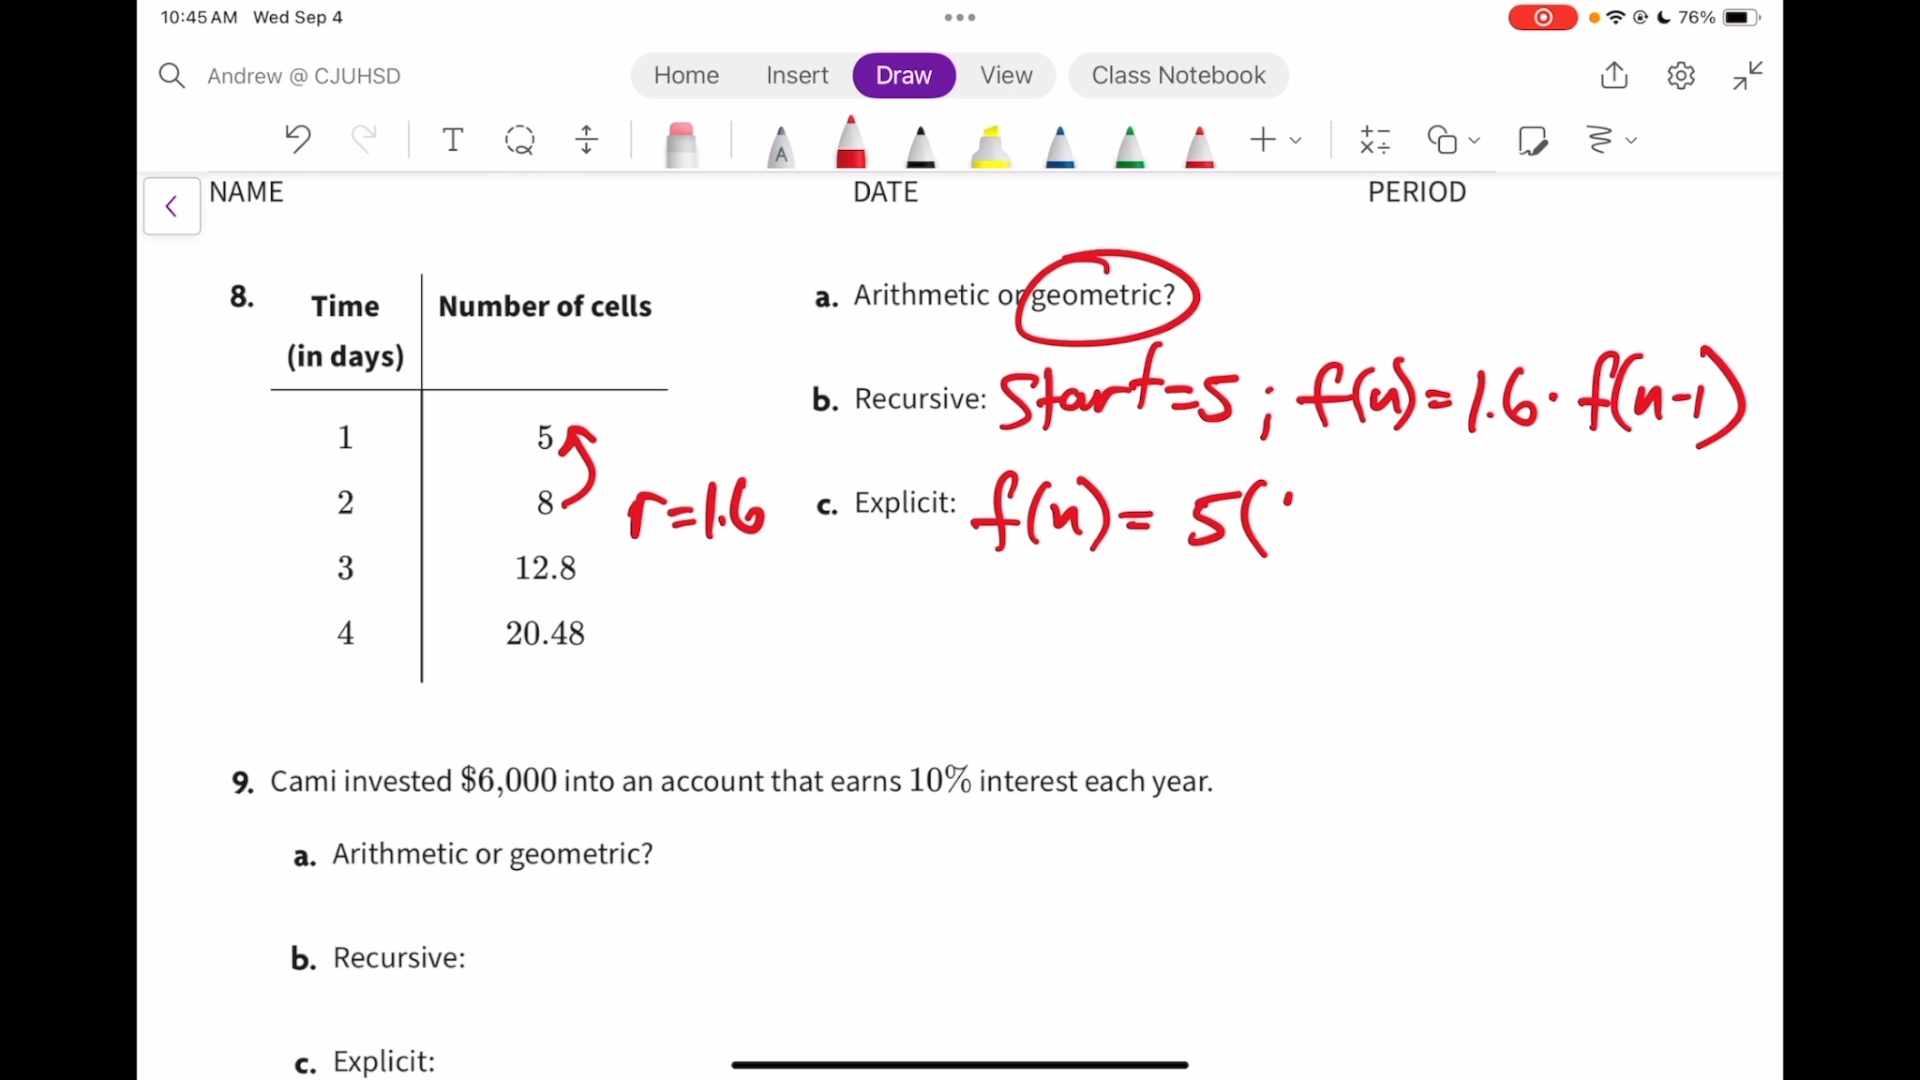 10:45 AM Wed Sep 4 76%
Andrew @ CJUHSD Home Insert Draw View Class Notebook
T A
NAME DATE PERIOD
8. Time (in days) Number of cells
1 5
2 8
3 12.8
4 20.48
r=1.6
a. Arithmetic or geometric?
b. Recursive: Start=5; f(n)=1.6·f(n-1)
c. Explicit: f(n)= 5(
9. Cami invested $6,000 into an account that earns 10% interest each year.
a. Arithmetic or geometric?
b. Recursive:
c. Explicit: